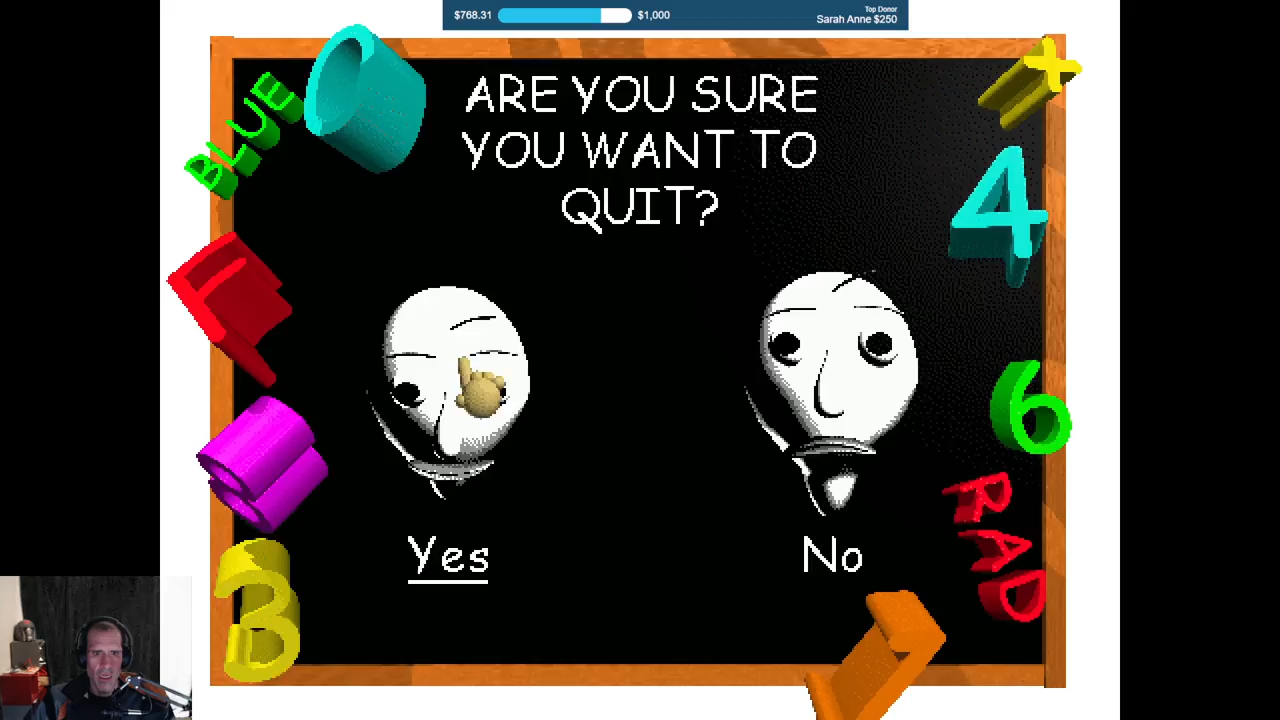 $768.31 $1,000
Top Donor
Sarah Anne $250
ARE YOU SURE
YOU WANT TO
QUIT?
BLUE
4
6
8
3
RAD
Yes
No